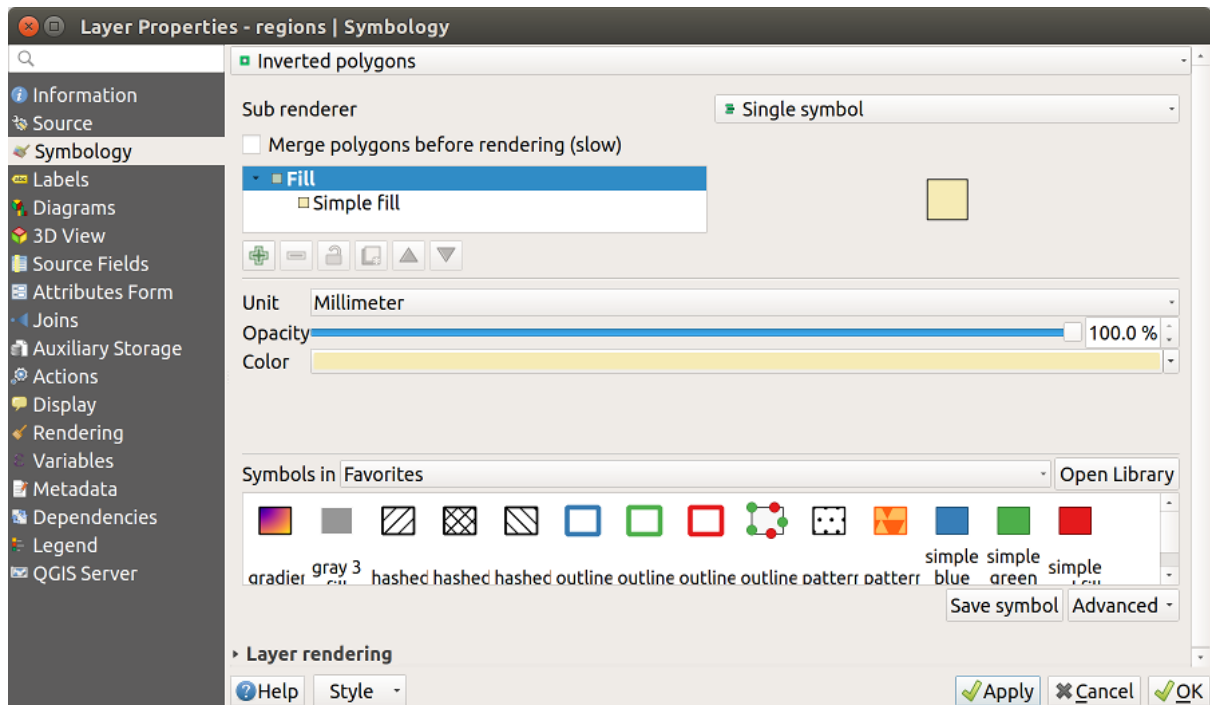 Layer Properties - regions | Symbology
Inverted polygons
Information
Source
Symbology
Labels
Diagrams
3D View
Source Fields
Attributes Form
Joins
Auxiliary Storage
Actions
Display
Rendering
Variables
Metadata
Dependencies
Legend
QGIS Server
Sub renderer
Single symbol
Merge polygons before rendering (slow)
Fill
Simple fill
Unit
Millimeter
Opacity
100.0 %
Color
Symbols in Favorites
Open Library
gradier gray 3 hashed hashed hashed outline outline outline outline patterr patterr simple blue simple green simple
Save symbol
Advanced
Layer rendering
Help
Style
Apply
Cancel
OK